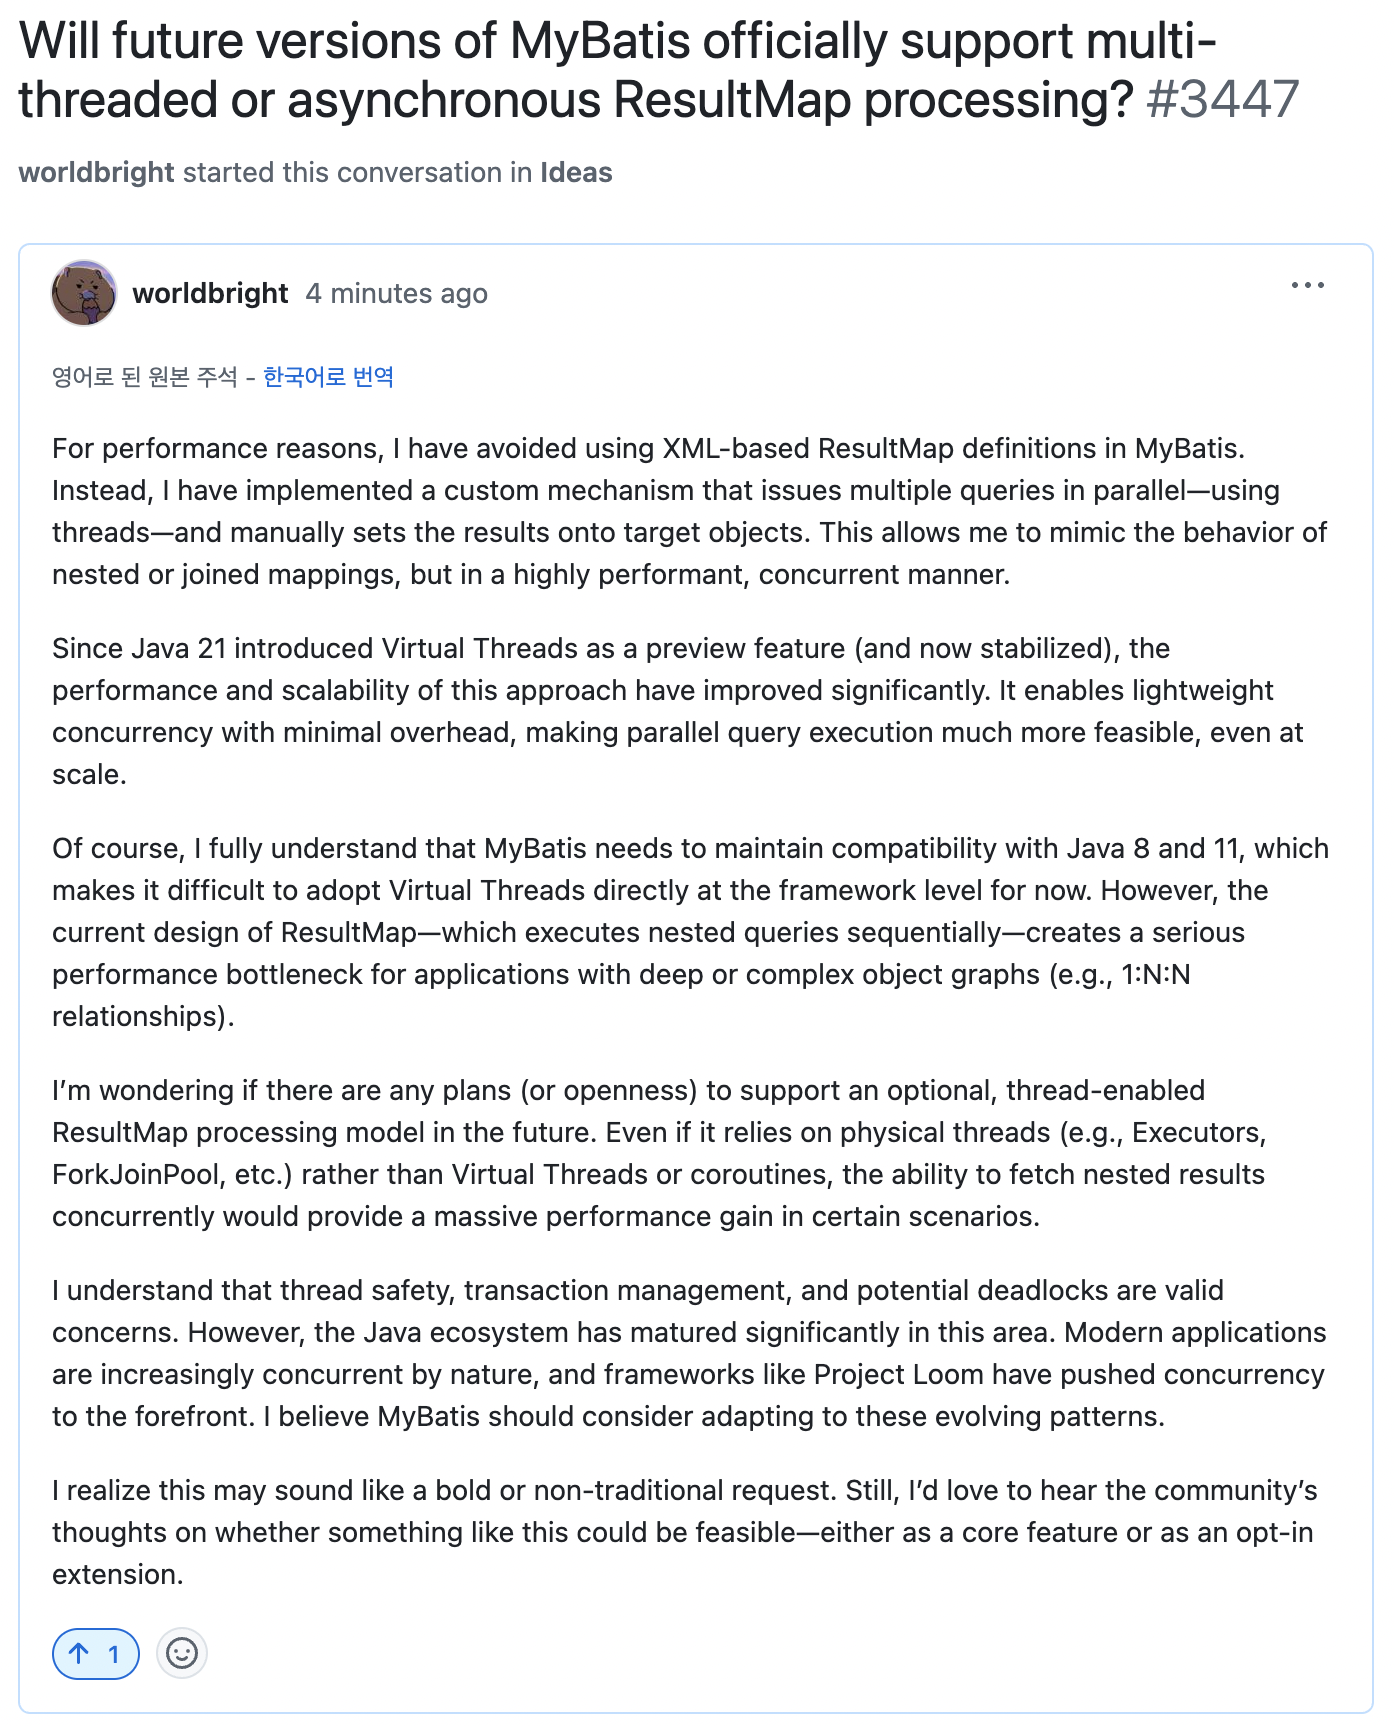 Will future versions of MyBatis officially support multi-
threaded or asynchronous ResultMap processing? #3447
worldbright started this conversation in Ideas
worldbright 4 minutes ago
영어로 된 원본 주석 - 한국어로 번역
For performance reasons, I have avoided using XML-based ResultMap definitions in MyBatis.
Instead, I have implemented a custom mechanism that issues multiple queries in parallel—using
threads—and manually sets the results onto target objects. This allows me to mimic the behavior of
nested or joined mappings, but in a highly performant, concurrent manner.
Since Java 21 introduced Virtual Threads as a preview feature (and now stabilized), the
performance and scalability of this approach have improved significantly. It enables lightweight
concurrency with minimal overhead, making parallel query execution much more feasible, even at
scale.
Of course, I fully understand that MyBatis needs to maintain compatibility with Java 8 and 11, which
makes it difficult to adopt Virtual Threads directly at the framework level for now. However, the
current design of ResultMap—which executes nested queries sequentially—creates a serious
performance bottleneck for applications with deep or complex object graphs (e.g., 1:N:N
relationships).
I’m wondering if there are any plans (or openness) to support an optional, thread-enabled
ResultMap processing model in the future. Even if it relies on physical threads (e.g., Executors,
ForkJoinPool, etc.) rather than Virtual Threads or coroutines, the ability to fetch nested results
concurrently would provide a massive performance gain in certain scenarios.
I understand that thread safety, transaction management, and potential deadlocks are valid
concerns. However, the Java ecosystem has matured significantly in this area. Modern applications
are increasingly concurrent by nature, and frameworks like Project Loom have pushed concurrency
to the forefront. I believe MyBatis should consider adapting to these evolving patterns.
I realize this may sound like a bold or non-traditional request. Still, I’d love to hear the community’s
thoughts on whether something like this could be feasible—either as a core feature or as an opt-in
extension.
1